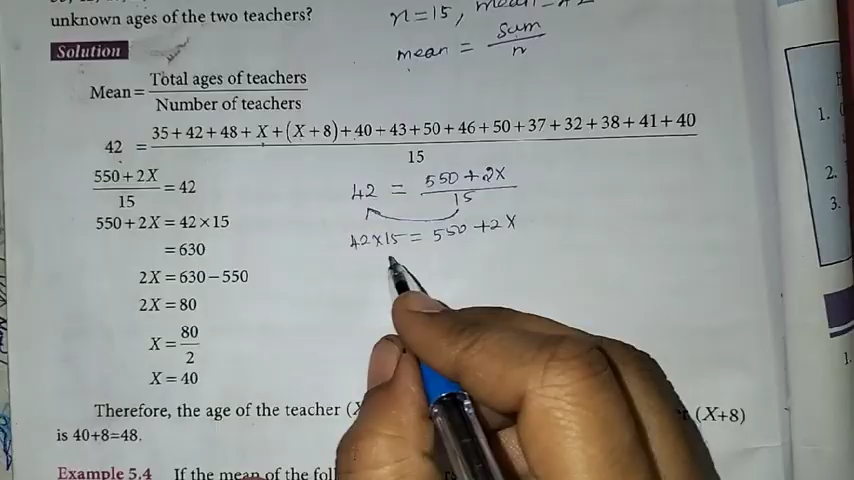 unknown ages of the two teachers?
n=15, mean = 42
Solution
mean = sum/n
Mean = Total ages of teachers / Number of teachers
42 = 35+42+48+X+(X+8)+40+43+50+46+50+37+32+38+41+40 / 15
550+2X / 15 = 42
42 = 550+2X / 15
550+2X = 42×15
42×15 = 550+2X
= 630
2X = 630−550
2X = 80
X = 80/2
X = 40
Therefore, the age of the teacher (X (X+8)
is 40+8=48.
Example 5.4 If the mean of the foll
1.
2.
3.
1.